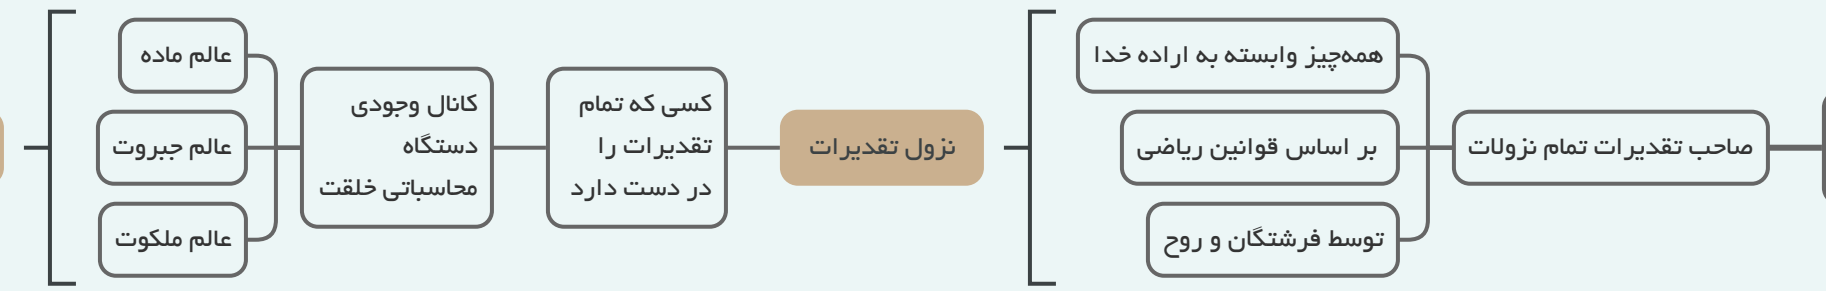 صاحب تقدیرات تمام نزولات
همه‌چیز وابسته به اراده خدا
بر اساس قوانین ریاضی
توسط فرشتگان و روح
نزول تقدیرات
کسی که تمام
تقدیرات را
در دست دارد
کانال وجودی
دستگاه
محاسباتی خلقت
عالم ماده
عالم جبروت
عالم ملکوت